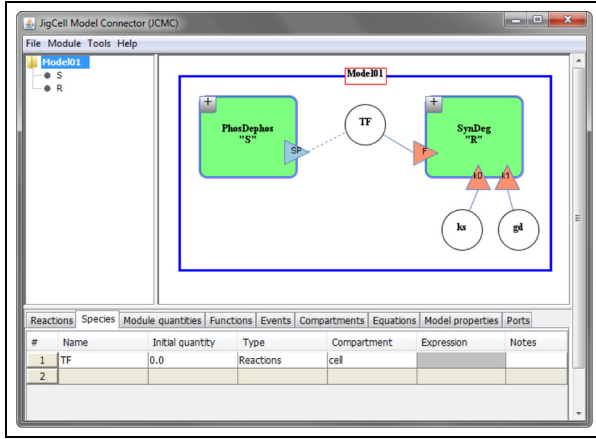 JigCell Model Connector (JCMC)
File Module Tools Help
Model01
S
R
Model01
PhosDephos
"S"
SP
TF
F
SynDeg
"R"
k0
k1
ks
gd
Reactions Species Module quantities Functions Events Compartments Equations Model properties Ports
# Name Initial quantity Type Compartment Expression Notes
1 TF 0.0 Reactions cell
2